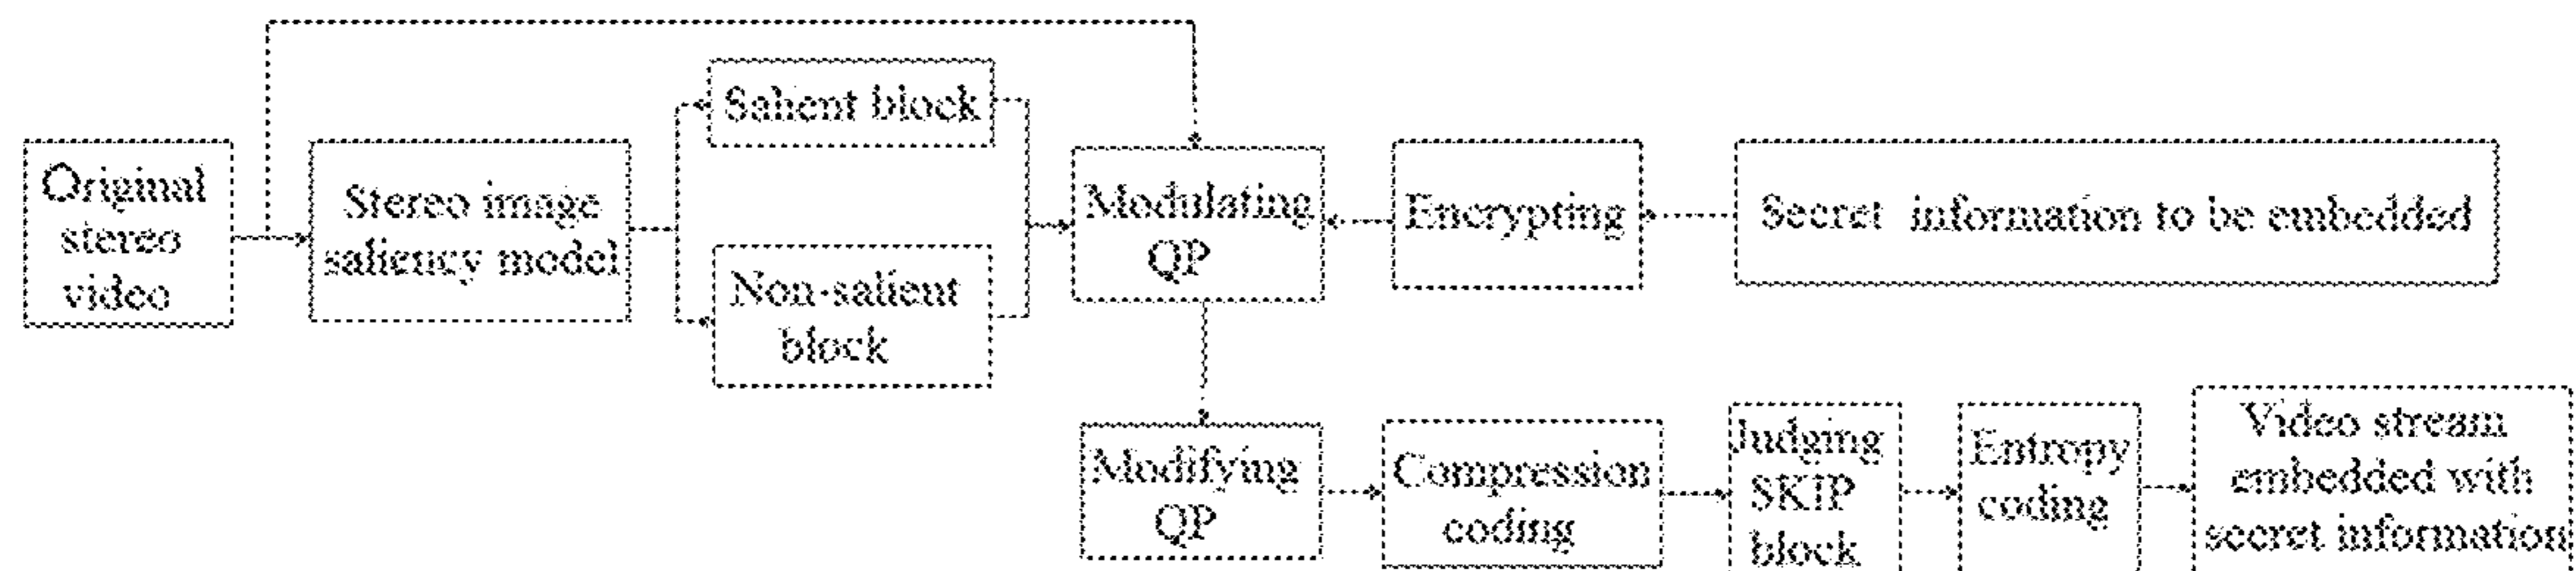 Original
stereo
video
Stereo image
saliency model
Salient block
Non-salient
block
Modulating
QP
Encrypting
Secret information to be embedded
Modifying
QP
Compression
coding
Judging
SKIP
block
Entropy
coding
Video stream
embedded with
secret information